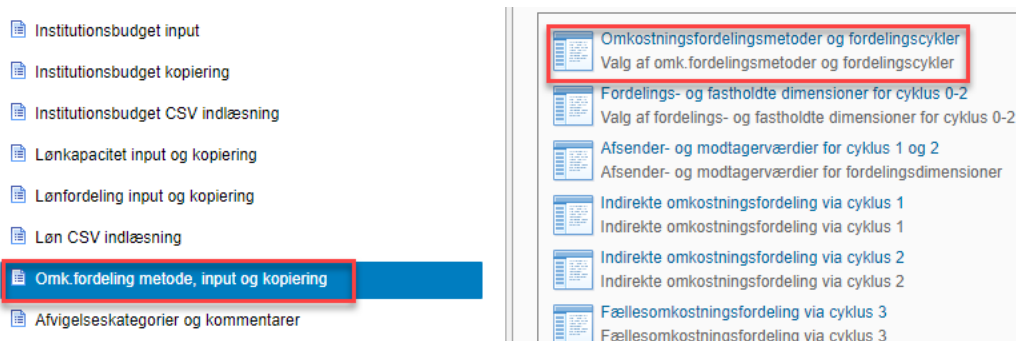 Institutionsbudget input
Institutionsbudget kopiering
Institutionsbudget CSV indlæsning
Lønkapacitet input og kopiering
Lønfordeling input og kopiering
Løn CSV indlæsning
Omk.fordeling metode, input og kopiering
Afvigelseskategorier og kommentarer
Omkostningsfordelingsmetoder og fordelingscykler
Valg af omk.fordelingsmetoder og fordelingscykler
Fordelings- og fastholdte dimensioner for cyklus 0-2
Valg af fordelings- og fastholdte dimensioner for cyklus 0-2
Afsender- og modtagerværdier for cyklus 1 og 2
Afsender- og modtagerværdier for fordelingsdimensioner
Indirekte omkostningsfordeling via cyklus 1
Indirekte omkostningsfordeling via cyklus 1
Indirekte omkostningsfordeling via cyklus 2
Indirekte omkostningsfordeling via cyklus 2
Fællesomkostningsfordeling via cyklus 3
Fællesomkostningsfordeling via cyklus 3